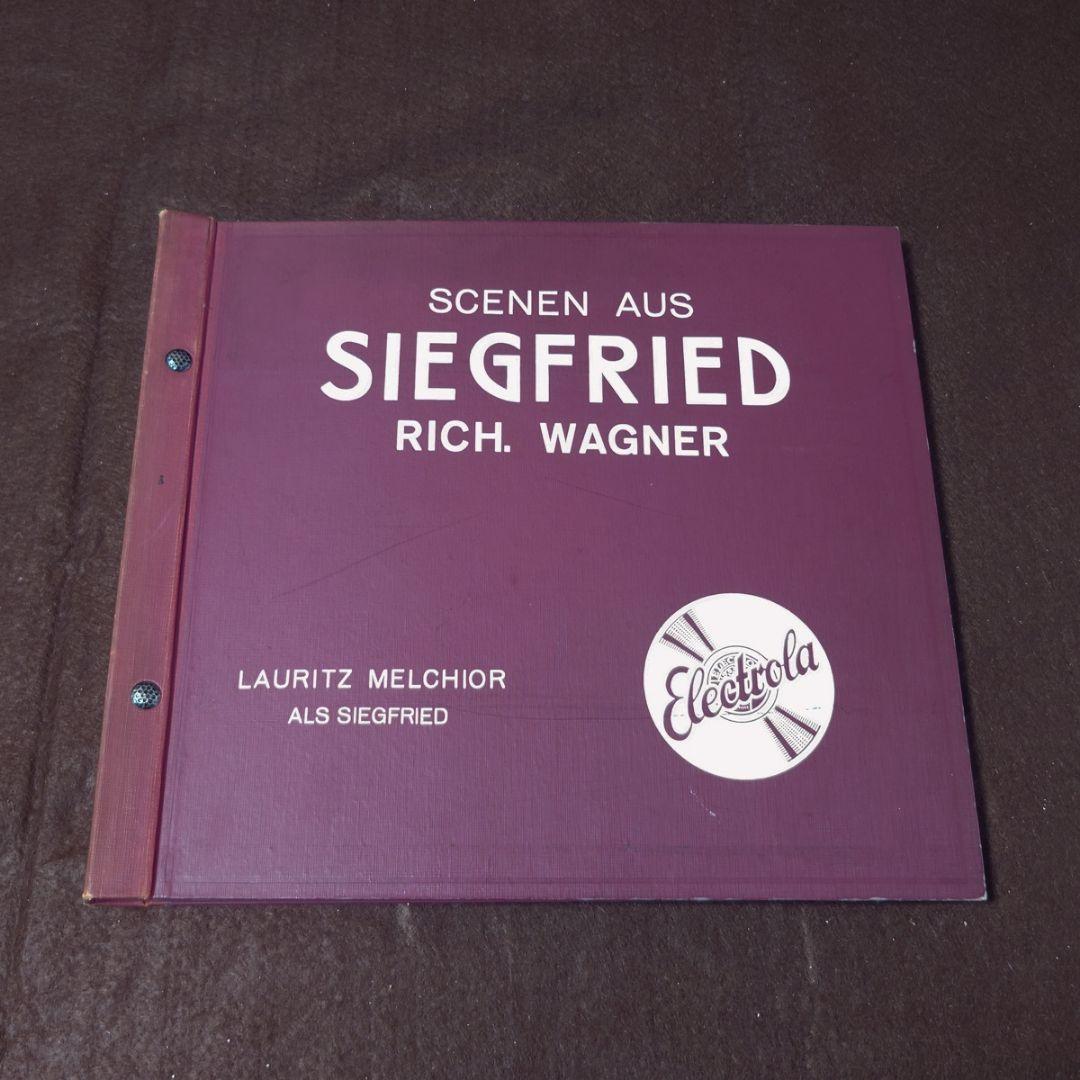 SCENEN AUS
SIEGFRIED
RICH. WAGNER
LAURITZ MELCHIOR
ALS SIEGFRIED
Electrola